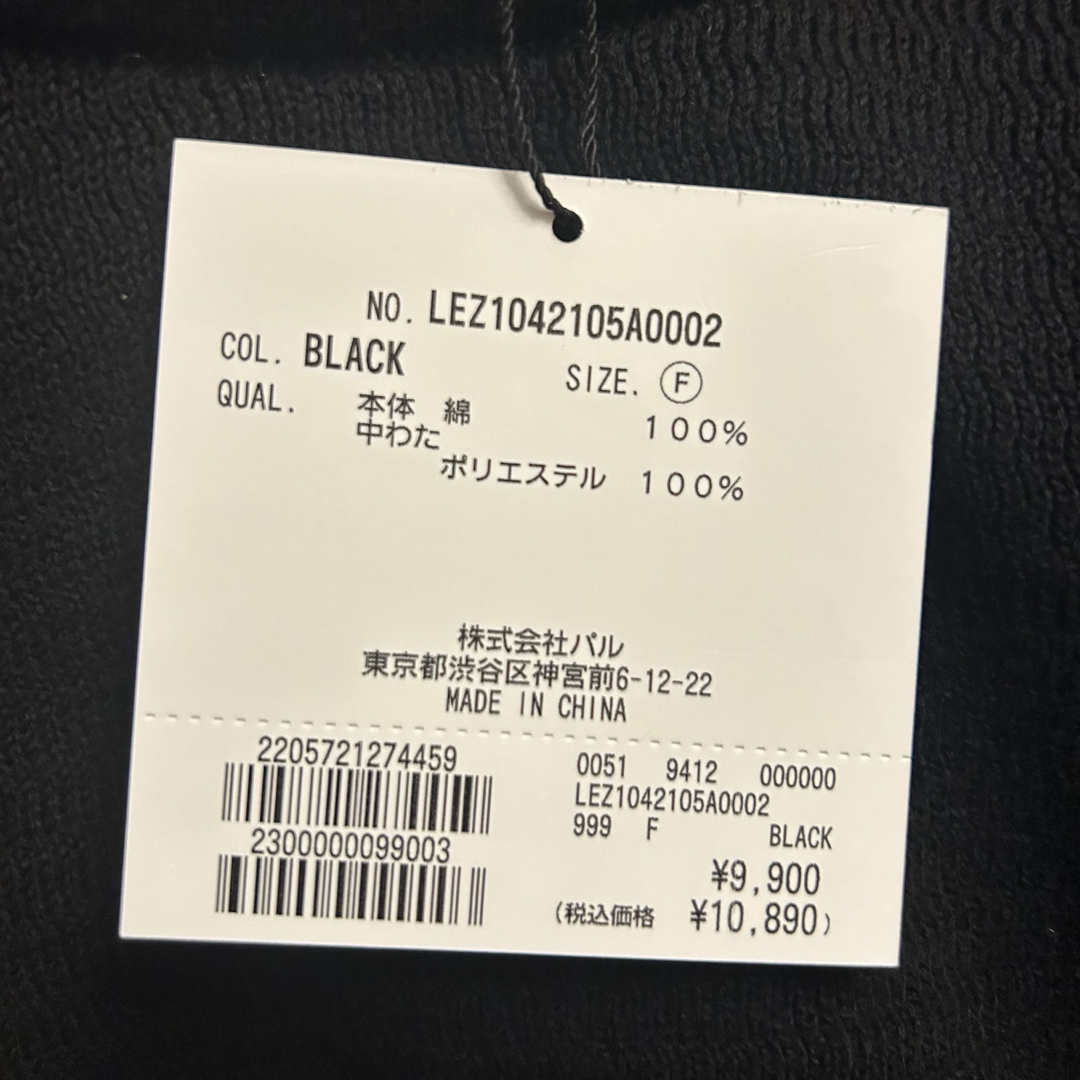 NO. LEZ1042105A0002
COL. BLACK SIZE. Ⓕ
QUAL. 本体 綿 100%
中わた
ポリエステル 100%
株式会社パル
東京都渋谷区神宮前6-12-22
MADE IN CHINA
2205721274459
2300000099003
0051 9412 000000
LEZ1042105A0002
999 F BLACK
¥9,900
(税込価格 ¥10,890)